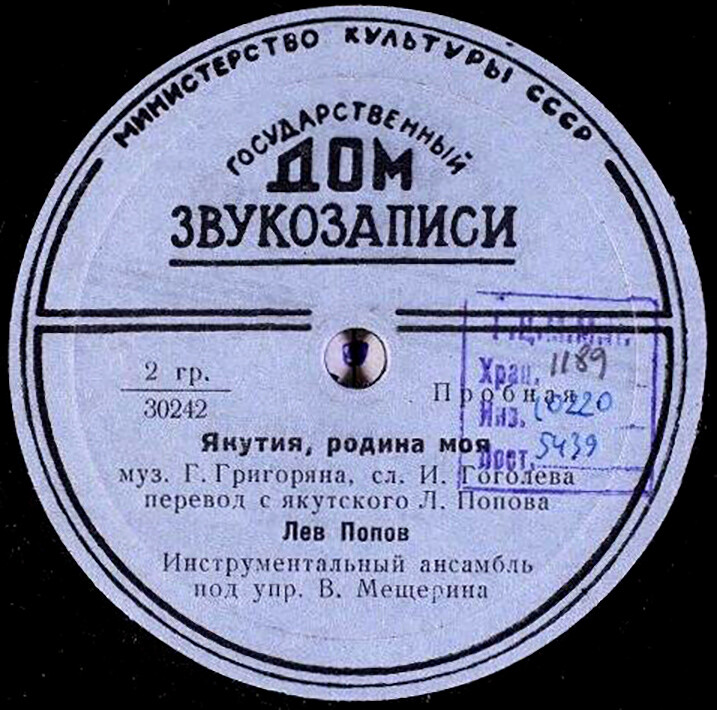 МИНИСТЕРСТВО КУЛЬТУРЫ СССР
ГОСУДАРСТВЕННЫЙ
ДОМ
ЗВУКОЗАПИСИ
2 гр.
30242
Пробная
Хран. 1189
Инв. 10220
Пост. 5439
Якутия, родина моя
муз. Г. Григоряна, сл. И. Гоголева
перевод с якутского Л. Попова
Лев Попов
Инструментальный ансамбль
под упр. В. Мещерина